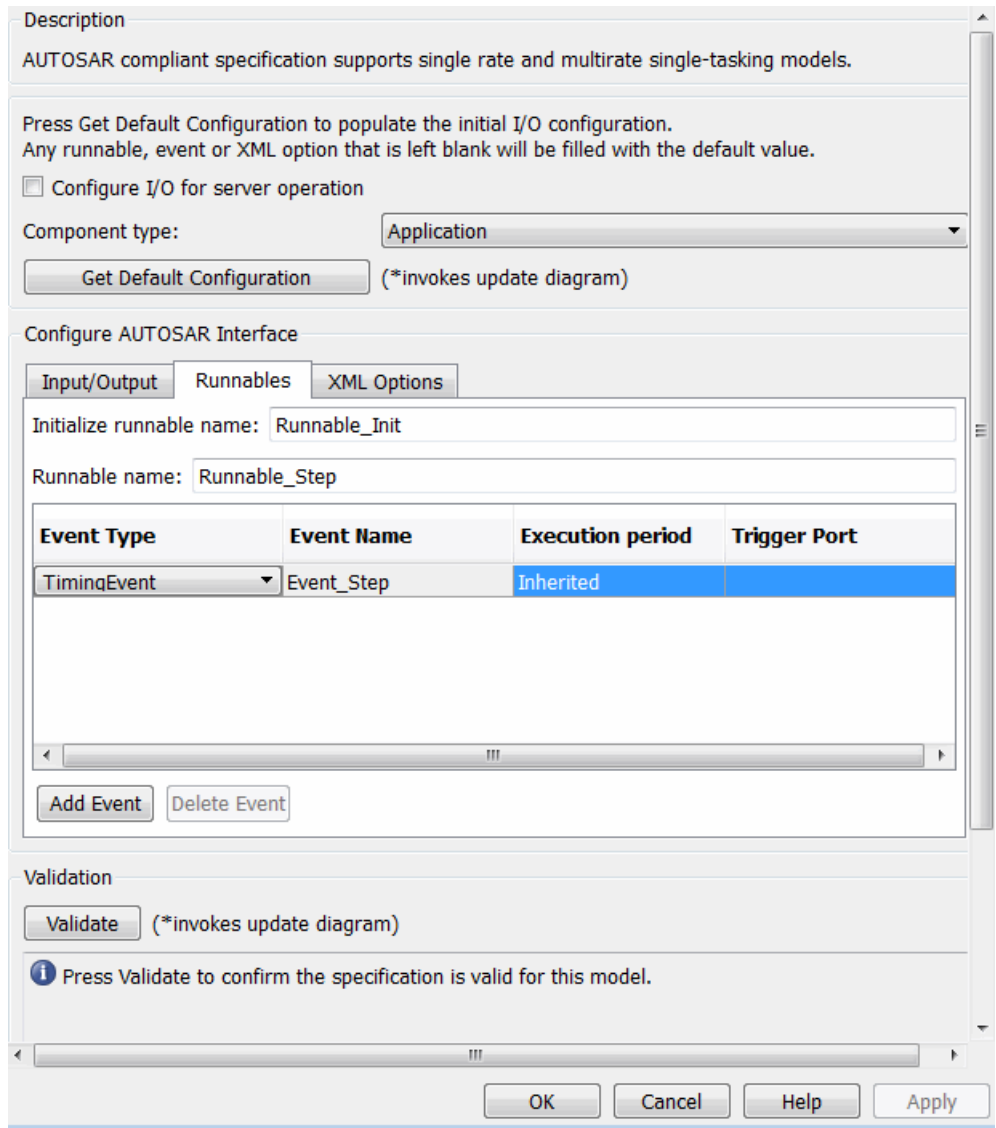 Description
AUTOSAR compliant specification supports single rate and multirate single-tasking models.
Press Get Default Configuration to populate the initial I/O configuration.
Any runnable, event or XML option that is left blank will be filled with the default value.
Configure I/O for server operation
Component type: Application
Get Default Configuration (*invokes update diagram)
Configure AUTOSAR Interface
Input/Output Runnables XML Options
Initialize runnable name: Runnable_Init
Runnable name: Runnable_Step
Event Type Event Name Execution period Trigger Port
TimingEvent Event_Step Inherited
Add Event Delete Event
Validation
Validate (*invokes update diagram)
Press Validate to confirm the specification is valid for this model.
OK Cancel Help Apply